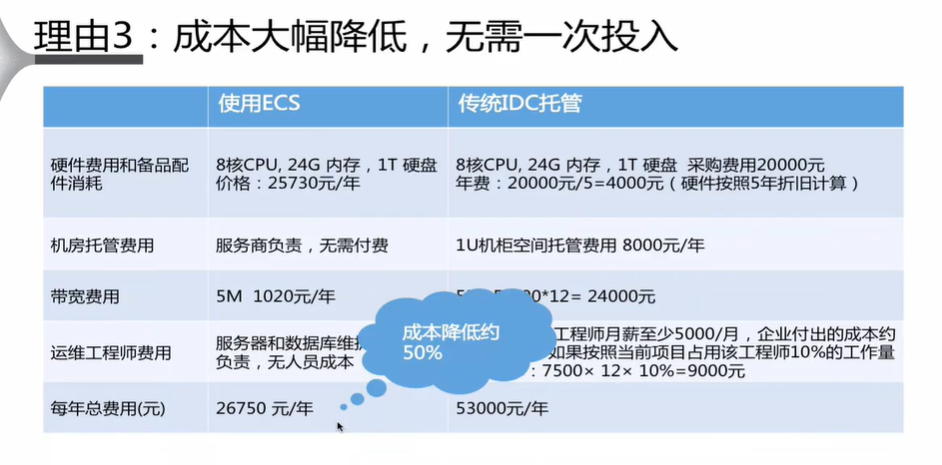 理由3：成本大幅降低，无需一次投入
使用ECS
传统IDC托管
硬件费用和备品配
件消耗
8核CPU, 24G 内存，1T 硬盘
价格：25730元/年
8核CPU, 24G 内存，1T 硬盘 采购费用20000元
年费：20000元/5=4000元（硬件按照5年折旧计算）
机房托管费用
服务商负责，无需付费
1U机柜空间托管费用 8000元/年
带宽费用
5M 1020元/年
*12= 24000元
运维工程师费用
服务器和数据库维
负责，无人员成本
工程师月薪至少5000/月，企业付出的成本约
如果按照当前项目占用该工程师10%的工作量
：7500× 12× 10%=9000元
成本降低约
50%
每年总费用(元)
26750 元/年
53000元/年